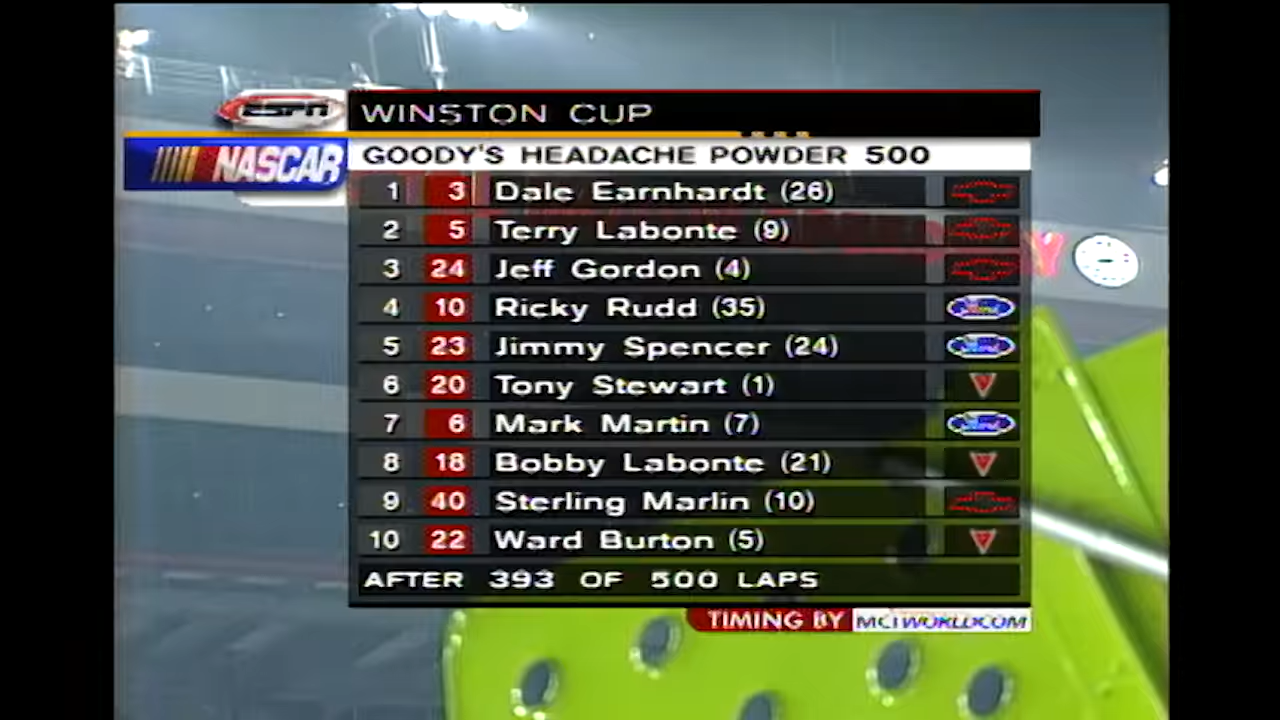 ESPN WINSTON CUP
NASCAR GOODY'S HEADACHE POWDER 500
1 3 Dale Earnhardt (26)
2 5 Terry Labonte (9)
3 24 Jeff Gordon (4)
4 10 Ricky Rudd (35) Ford
5 23 Jimmy Spencer (24) Ford
6 20 Tony Stewart (1)
7 6 Mark Martin (7) Ford
8 18 Bobby Labonte (21)
9 40 Sterling Marlin (10)
10 22 Ward Burton (5)
AFTER 393 OF 500 LAPS
TIMING BY MCIWORLDCOM